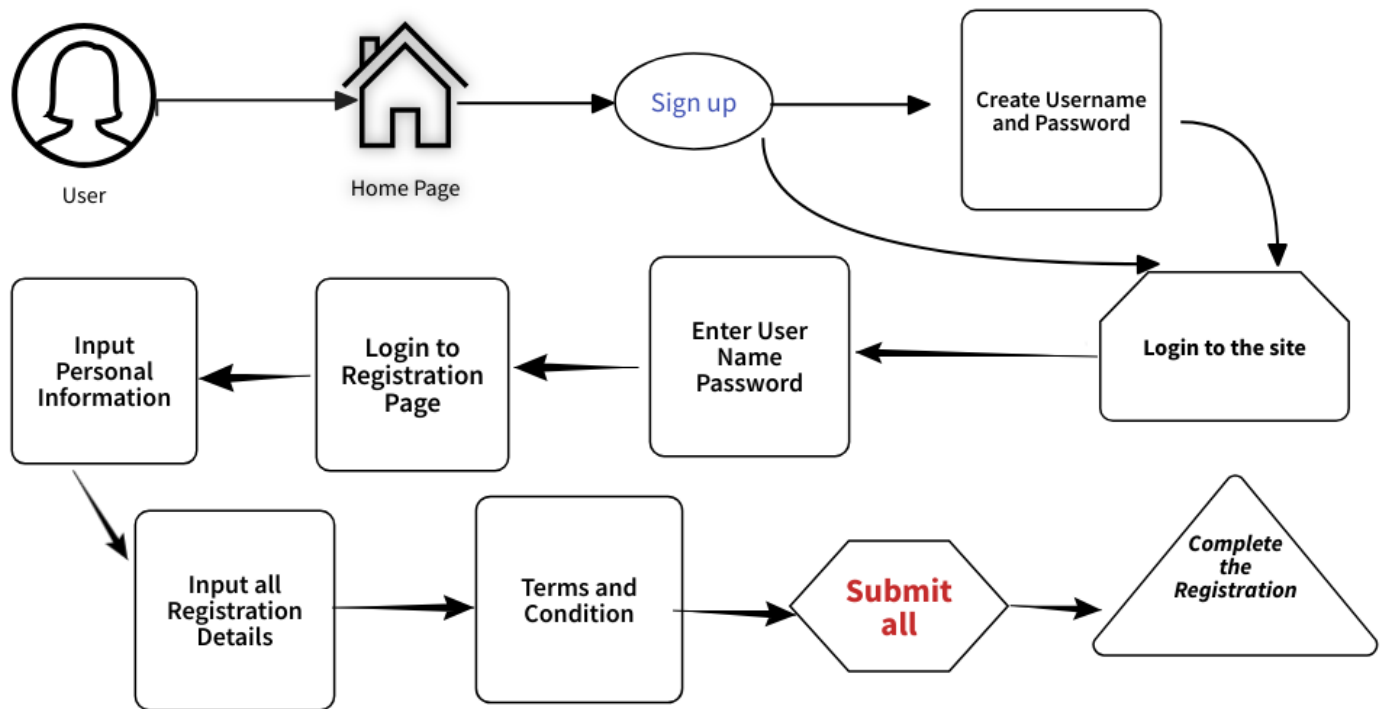 User
Home Page
Sign up
Create Username
and Password
Login to the site
Enter User
Name
Password
Login to
Registration
Page
Input
Personal
Information
Input all
Registration
Details
Terms and
Condition
Submit
all
Complete
the
Registration